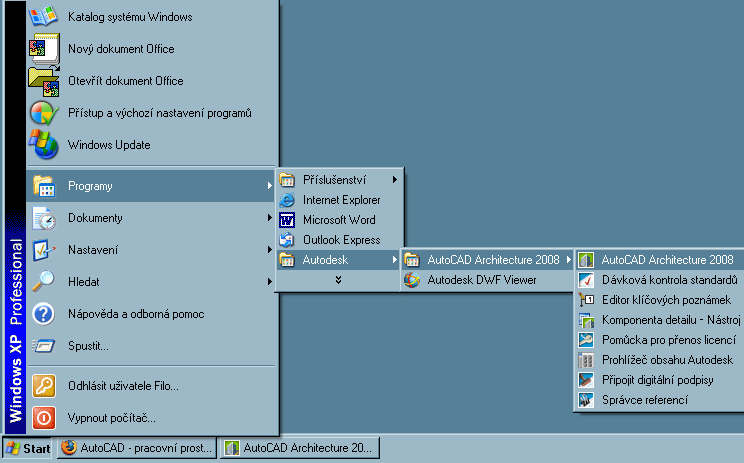 Katalog systému Windows
Nový dokument Office
Otevřít dokument Office
Přístup a výchozí nastavení programů
Windows Update
Programy
Dokumenty
Nastavení
Hledat
Nápověda a odborná pomoc
Spustit...
Odhlásit uživatele Filo...
Vypnout počítač...
Windows XP Professional
Příslušenství
Internet Explorer
Microsoft Word
Outlook Express
Autodesk
AutoCAD Architecture 2008
Autodesk DWF Viewer
AutoCAD Architecture 2008
Dávková kontrola standardů
Editor klíčových poznámek
Komponenta detailu - Nástroj
Pomůcka pro přenos licencí
Prohlížeč obsahu Autodesk
Připojit digitální podpisy
Správce referencí
Start
AutoCAD - pracovní prost...
AutoCAD Architecture 20...